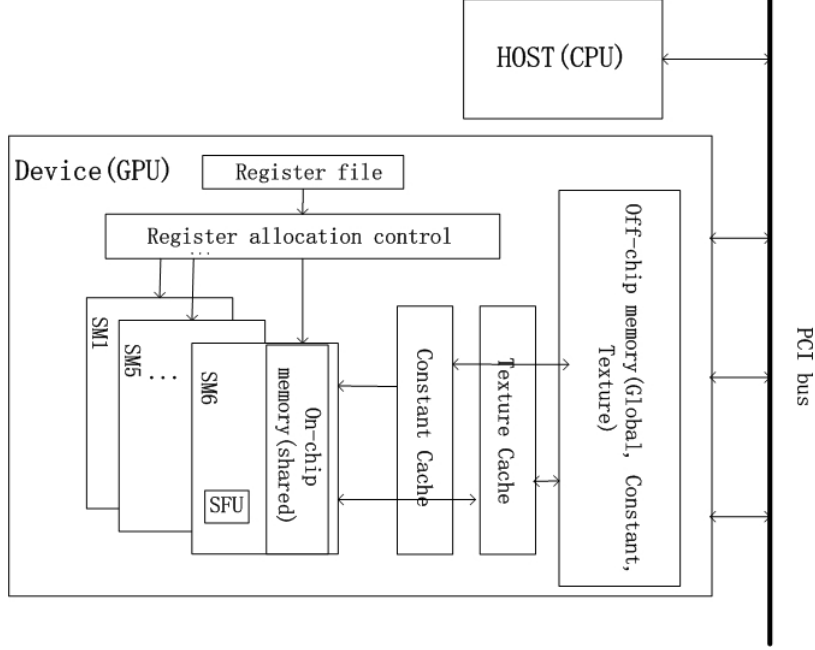 HOST(CPU)
Device(GPU)
Register file
Register allocation control
...
SM1
SM5 ...
SM6
SFU
On-chip
memory(shared)
Constant Cache
Texture Cache
Off-chip memory(Global, Constant,
Texture)
PCI bus